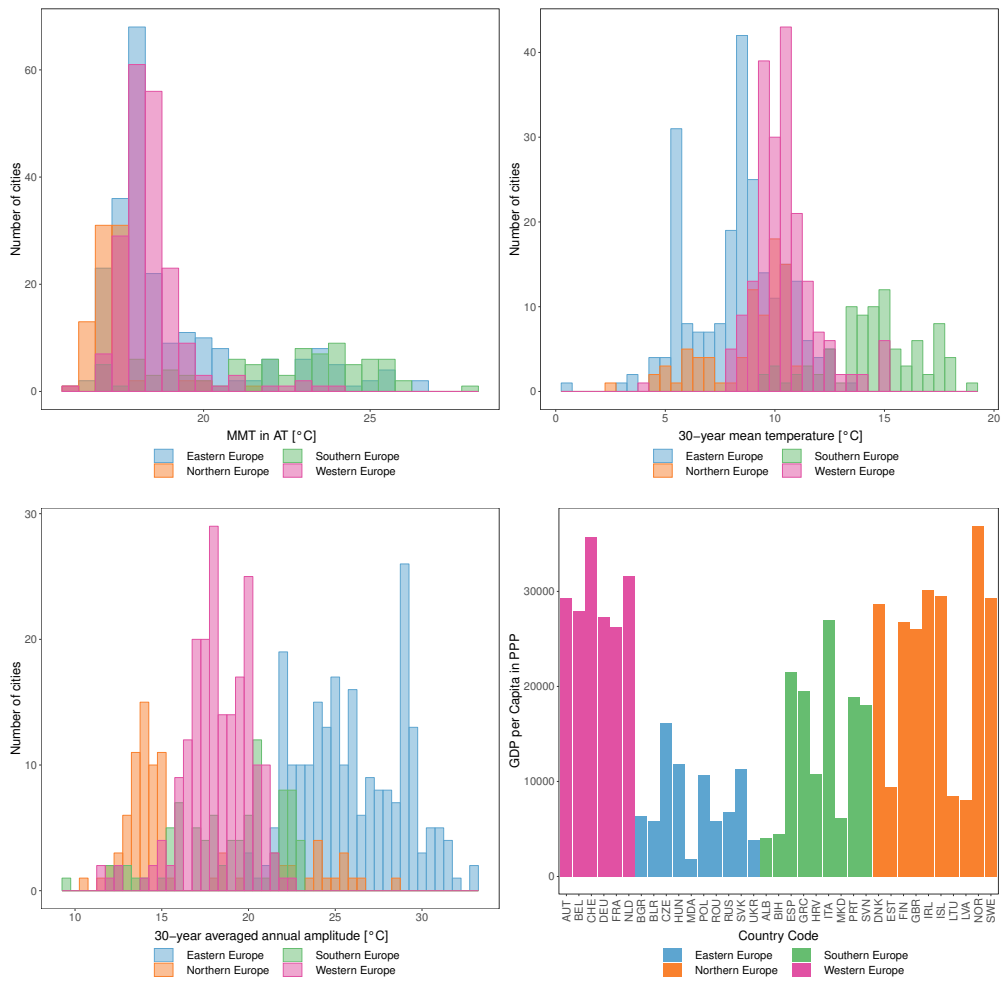 Number of cities
60
40
20
0
20
25
MMT in AT [°C]
Eastern Europe
Southern Europe
Northern Europe
Western Europe
Number of cities
40
30
20
10
0
0
5
10
15
20
30-year mean temperature [°C]
Eastern Europe
Southern Europe
Northern Europe
Western Europe
Number of cities
30
20
10
0
10
15
20
25
30
30-year averaged annual amplitude [°C]
Eastern Europe
Southern Europe
Northern Europe
Western Europe
GDP per Capita in PPP
30000
20000
10000
0
AUT
BEL
CHE
DEU
FRA
NLD
BGR
BLR
CZE
HUN
MDA
POL
ROU
RUS
SVK
UKR
ALB
BIH
ESP
GRC
HRV
ITA
MKD
PRT
SVN
DNK
EST
FIN
GBR
IRL
ISL
LTU
LVA
NOR
SWE
Country Code
Eastern Europe
Southern Europe
Northern Europe
Western Europe